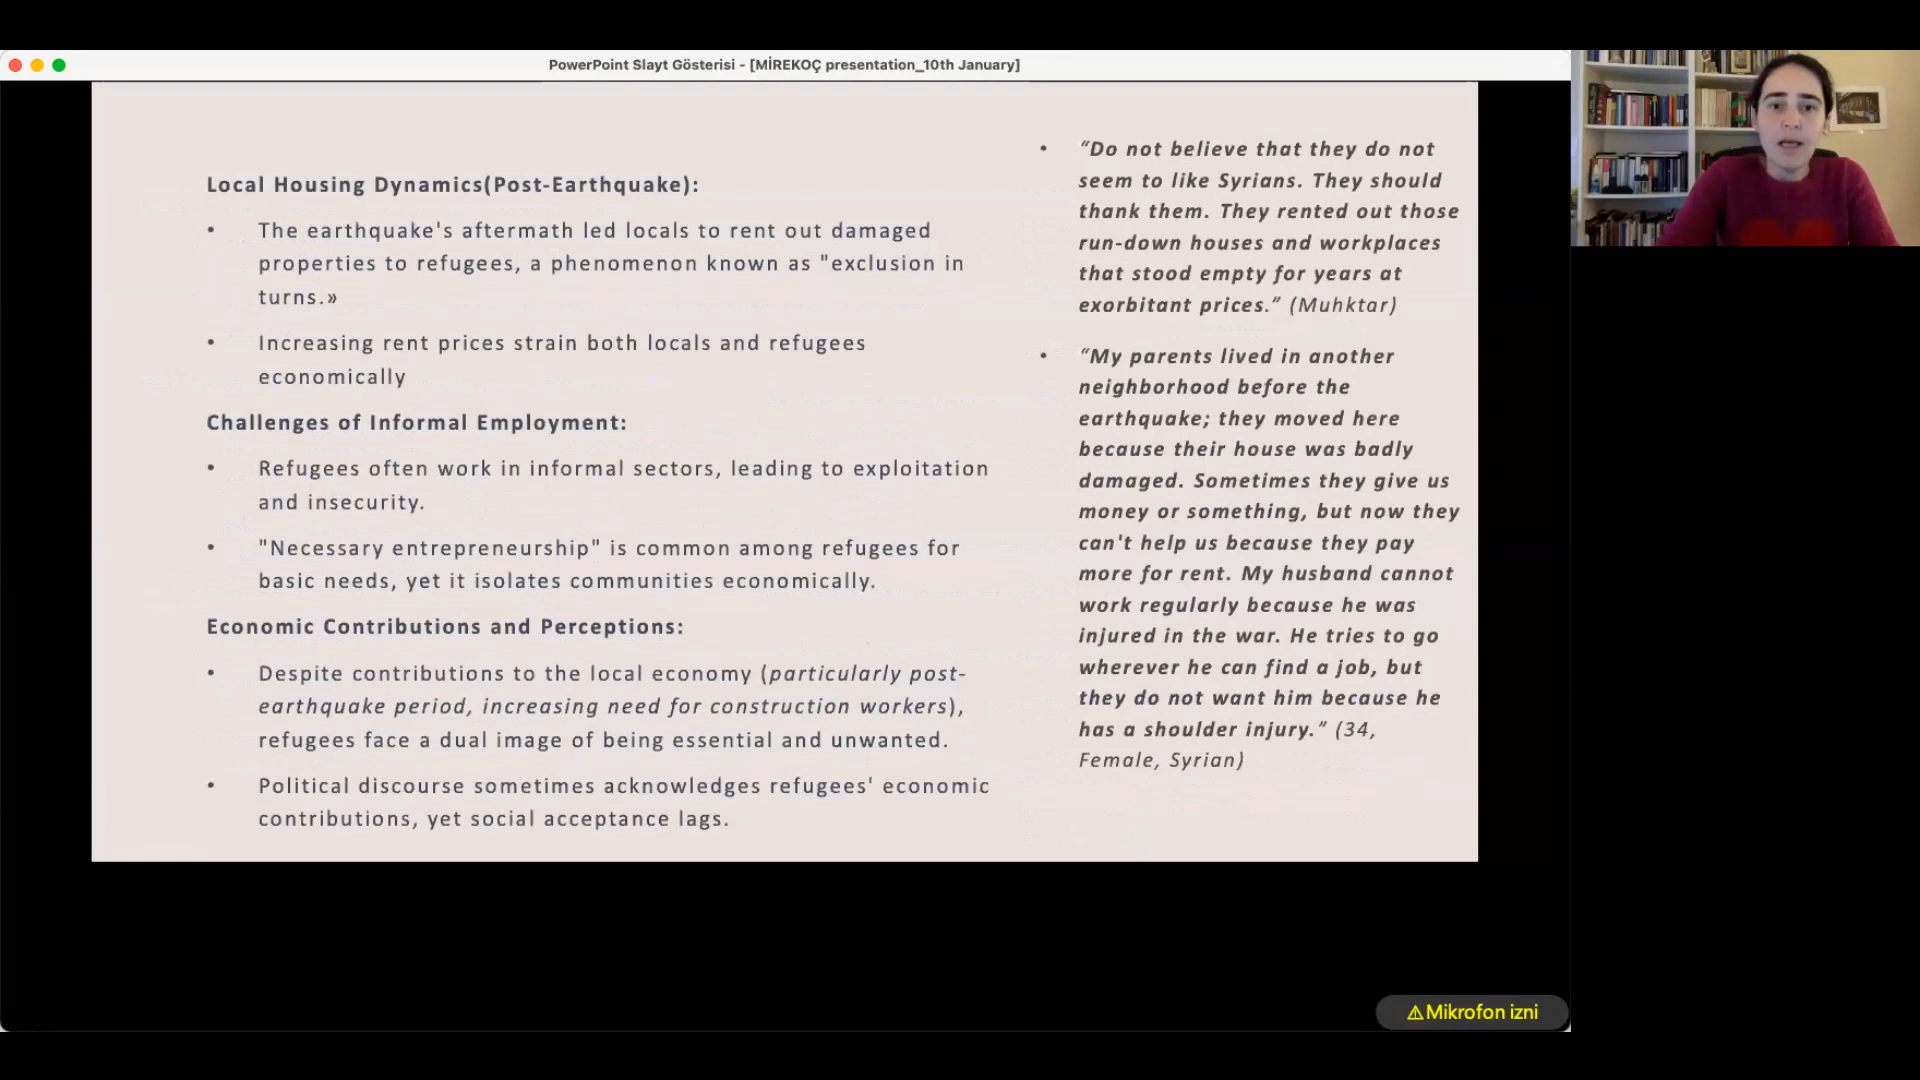 PowerPoint Slayt Gösterisi - [MİREKOÇ presentation_10th January]
Local Housing Dynamics(Post-Earthquake):
• The earthquake's aftermath led locals to rent out damaged
properties to refugees, a phenomenon known as "exclusion in
turns.»
• Increasing rent prices strain both locals and refugees
economically
Challenges of Informal Employment:
• Refugees often work in informal sectors, leading to exploitation
and insecurity.
• "Necessary entrepreneurship" is common among refugees for
basic needs, yet it isolates communities economically.
Economic Contributions and Perceptions:
• Despite contributions to the local economy (particularly post-
earthquake period, increasing need for construction workers),
refugees face a dual image of being essential and unwanted.
• Political discourse sometimes acknowledges refugees' economic
contributions, yet social acceptance lags.
• “Do not believe that they do not
seem to like Syrians. They should
thank them. They rented out those
run-down houses and workplaces
that stood empty for years at
exorbitant prices.” (Muhktar)
• “My parents lived in another
neighborhood before the
earthquake; they moved here
because their house was badly
damaged. Sometimes they give us
money or something, but now they
can't help us because they pay
more for rent. My husband cannot
work regularly because he was
injured in the war. He tries to go
wherever he can find a job, but
they do not want him because he
has a shoulder injury.” (34,
Female, Syrian)
⚠Mikrofon izni